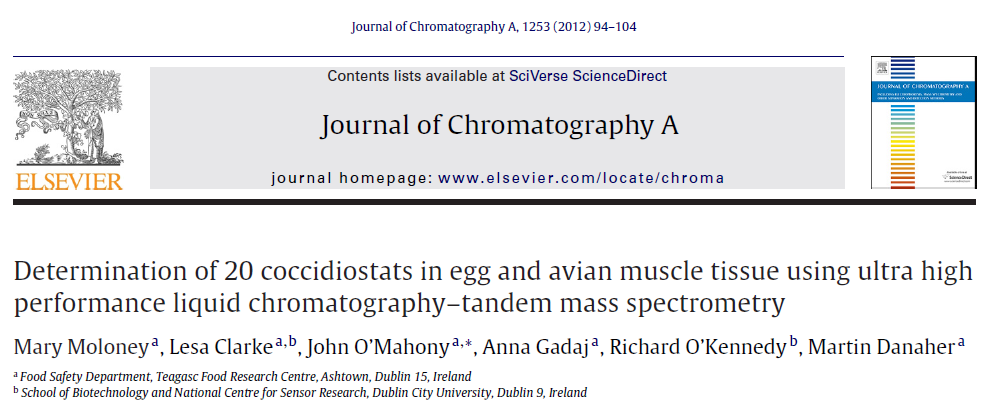 Journal of Chromatography A, 1253 (2012) 94–104
Contents lists available at SciVerse ScienceDirect
Journal of Chromatography A
journal homepage: www.elsevier.com/locate/chroma
ELSEVIER
JOURNAL OF CHROMATOGRAPHY A
ScienceDirect
Determination of 20 coccidiostats in egg and avian muscle tissue using ultra high
performance liquid chromatography–tandem mass spectrometry
Mary Moloney a, Lesa Clarke a,b, John O'Mahony a,*, Anna Gadaj a, Richard O'Kennedy b, Martin Danaher a
a Food Safety Department, Teagasc Food Research Centre, Ashtown, Dublin 15, Ireland
b School of Biotechnology and National Centre for Sensor Research, Dublin City University, Dublin 9, Ireland